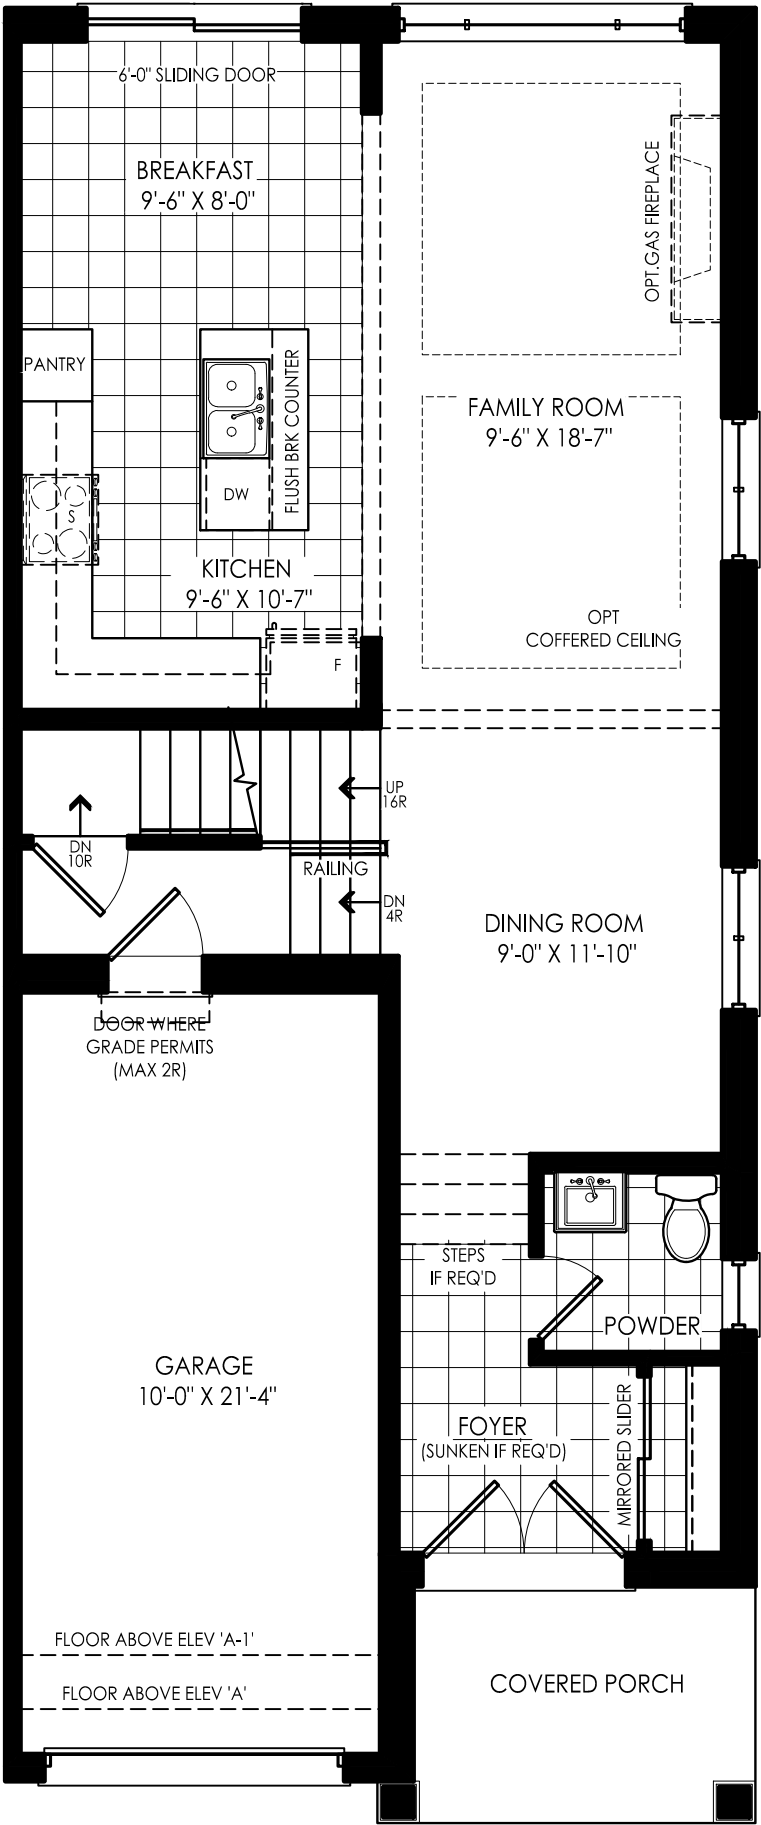 6'-0" SLIDING DOOR
BREAKFAST
9'-6" X 8'-0"
OPT.GAS FIREPLACE
PANTRY
FLUSH BRK COUNTER
FAMILY ROOM
9'-6" X 18'-7"
DW
S
KITCHEN
9'-6" X 10'-7"
OPT
COFFERED CEILING
F
UP
16R
DN
10R
RAILING
DN
4R
DINING ROOM
9'-0" X 11'-10"
DOOR WHERE
GRADE PERMITS
(MAX 2R)
STEPS
IF REQ'D
POWDER
GARAGE
10'-0" X 21'-4"
FOYER
(SUNKEN IF REQ'D)
MIRRORED SLIDER
FLOOR ABOVE ELEV 'A-1'
FLOOR ABOVE ELEV 'A'
COVERED PORCH